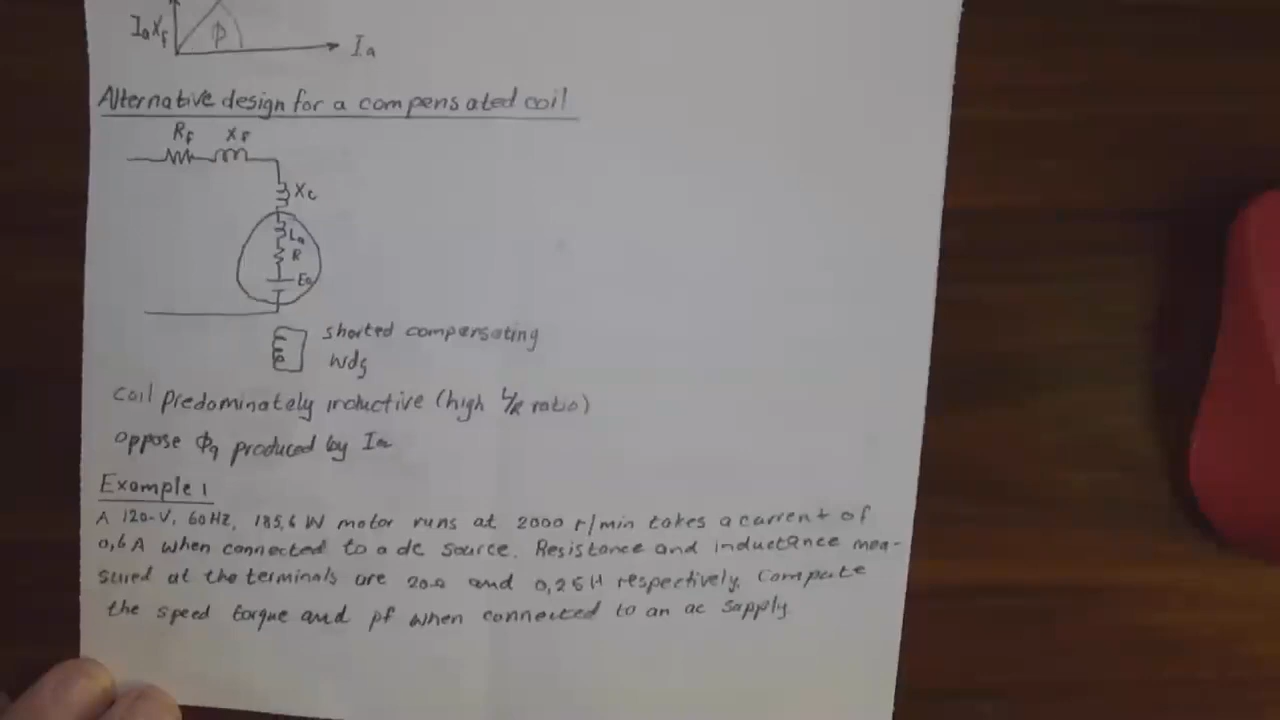 IaXf
φ
Ia
Alternative design for a compensated coil
Rf Xf
Xc
La
R
Ea
shorted compensating
wdg
coil predominately inductive (high L/R ratio)
oppose Φq produced by Ia
Example 1
A 120-V, 60Hz, 185,6 W motor runs at 2000 r/min takes a current of
0,6A when connected to a dc source. Resistance and inductance mea-
sured at the terminals are 20Ω and 0,25H respectively. Compute
the speed torque and pf when connected to an ac supply.